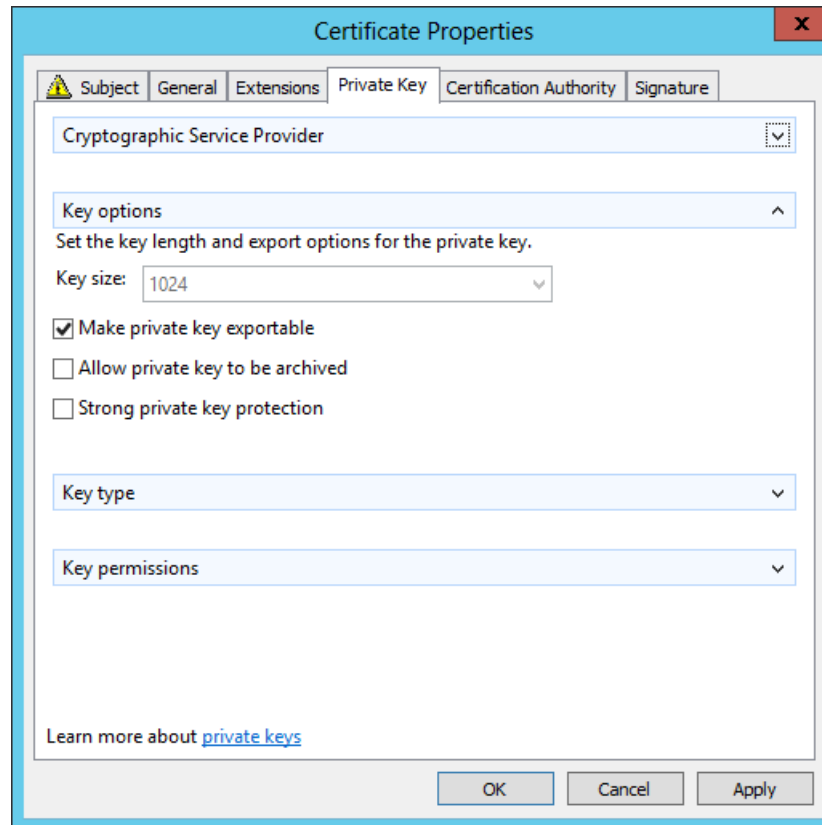 Certificate Properties
x
Subject General Extensions Private Key Certification Authority Signature
Cryptographic Service Provider
Key options
Set the key length and export options for the private key.
Key size: 1024
Make private key exportable
Allow private key to be archived
Strong private key protection
Key type
Key permissions
Learn more about private keys
OK Cancel Apply